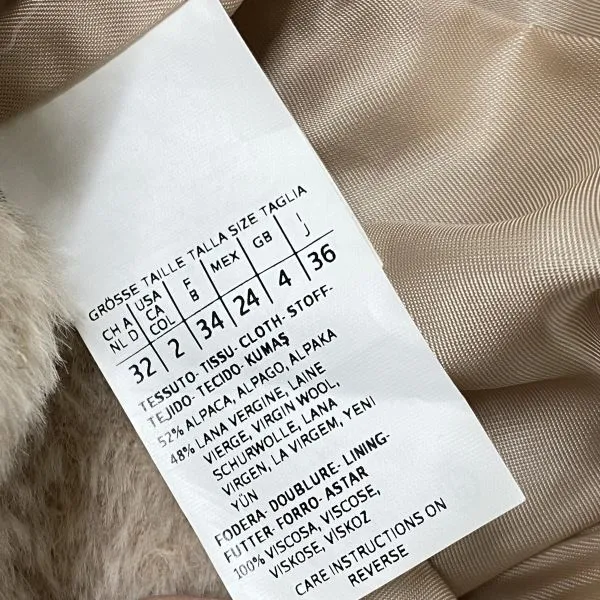 GRÖSSE TAILLE TALLA SIZE TAGLIA
CH A NL D USA CA COL F B MEX GB I J
32 2 34 24 4 36
TESSUTO- TISSU- CLOTH- STOFF-
TEJIDO- TECIDO- KUMAŞ
52% ALPACA, ALPAGO, ALPAKA
48% LANA VERGINE, LAINE
VIERGE, VIRGIN WOOL,
SCHURWOLLE, LANA
VIRGEN, LA VIRGEM, YENI
YÜN
FODERA- DOUBLURE- LINING-
FUTTER- FORRO- ASTAR
100% VISCOSA, VISCOSE,
VISKOSE, VISKOZ
CARE INSTRUCTIONS ON
REVERSE